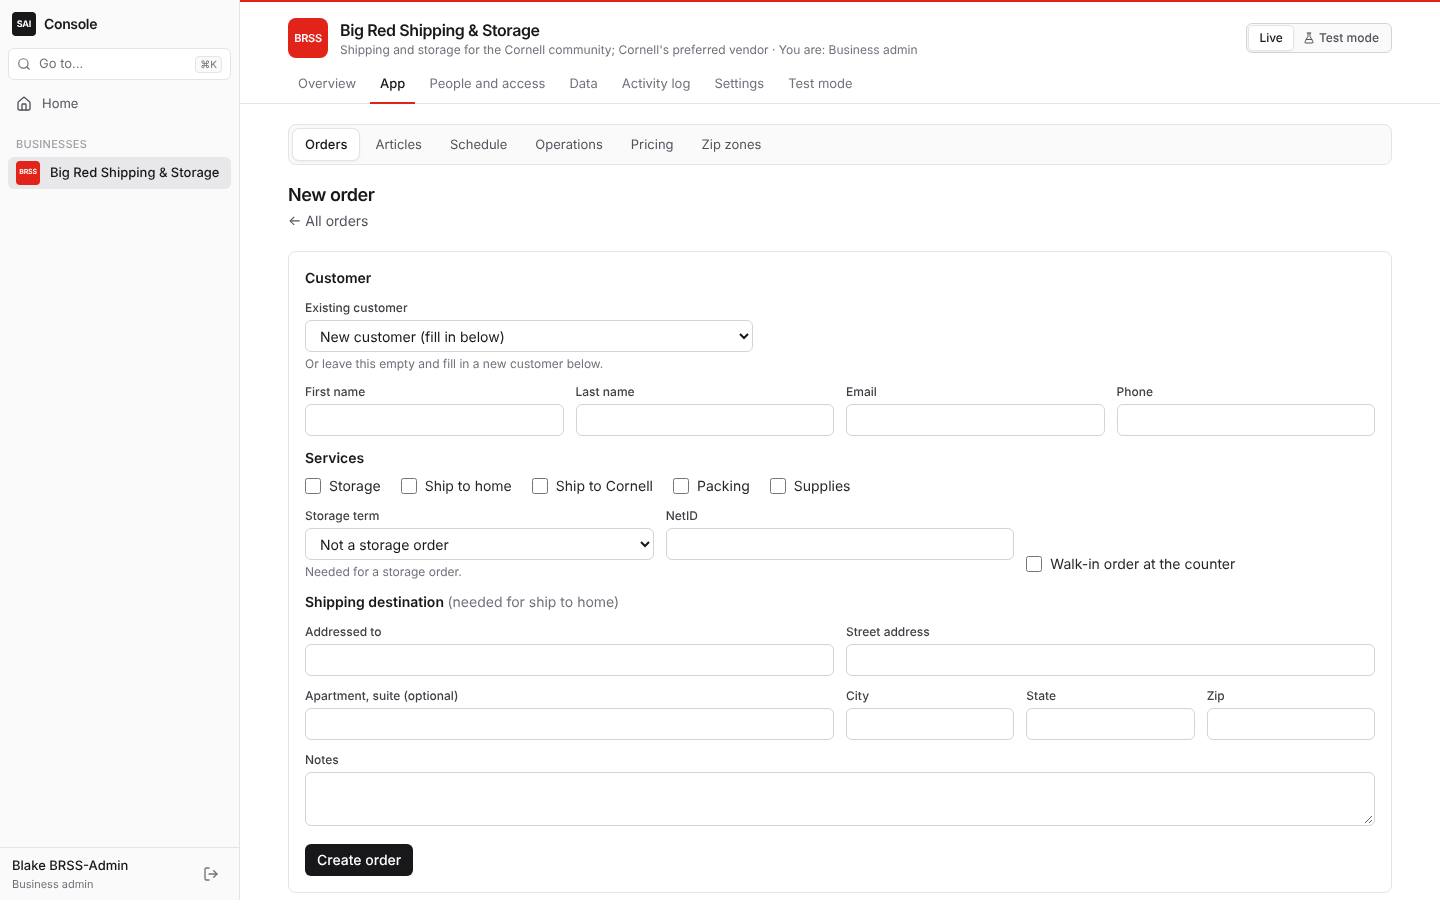 SAI Console
Go to... ⌘K
Home
BUSINESSES
BRSS Big Red Shipping & Storage
Blake BRSS-Admin
Business admin
BRSS
Big Red Shipping & Storage
Shipping and storage for the Cornell community; Cornell's preferred vendor · You are: Business admin
Live Test mode
Overview App People and access Data Activity log Settings Test mode
Orders Articles Schedule Operations Pricing Zip zones
New order
← All orders
Customer
Existing customer
New customer (fill in below)
Or leave this empty and fill in a new customer below.
First name Last name Email Phone
Services
Storage Ship to home Ship to Cornell Packing Supplies
Storage term NetID
Not a storage order
Needed for a storage order.
Walk-in order at the counter
Shipping destination (needed for ship to home)
Addressed to Street address
Apartment, suite (optional) City State Zip
Notes
Create order